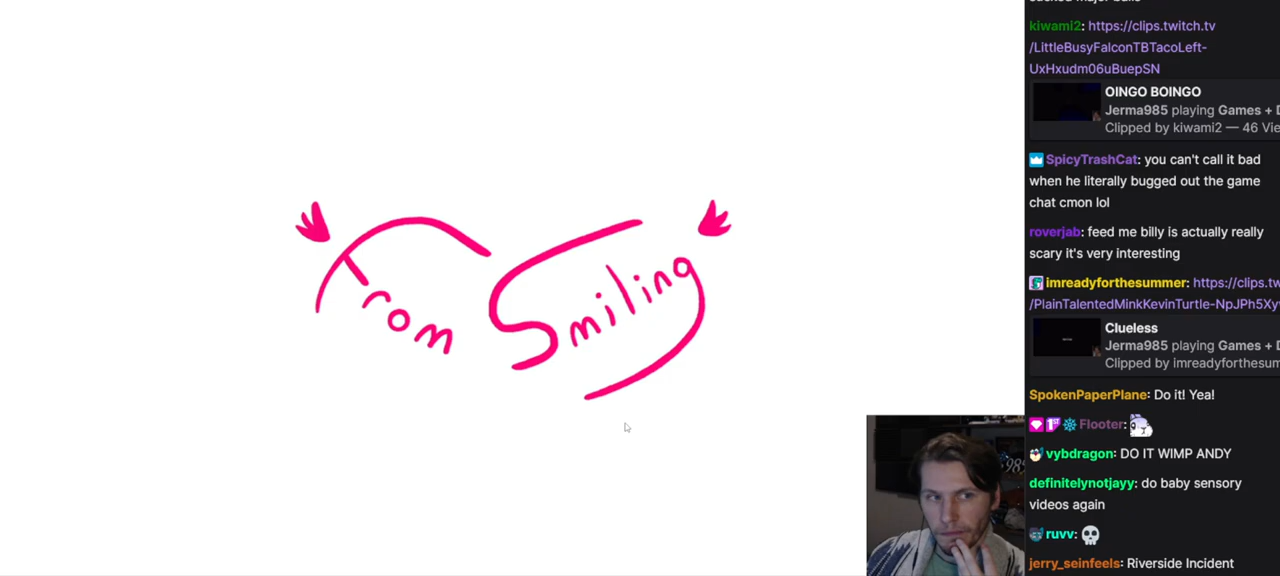 From Smiling
kiwami2: https://clips.twitch.tv
/LittleBusyFalconTBTacoLeft-
UxHxudm06uBuepSN
OINGO BOINGO
Jerma985 playing Games + D
Clipped by kiwami2 — 46 Vie
SpicyTrashCat: you can't call it bad
when he literally bugged out the game
chat cmon lol
roverjab: feed me billy is actually really
scary it's very interesting
imreadyforthesummer: https://clips.tw
/PlainTalentedMinkKevinTurtle-NpJPh5Xy
Clueless
Jerma985 playing Games + D
Clipped by imreadyforthesum
SpokenPaperPlane: Do it! Yea!
Flooter:
vybdragon: DO IT WIMP ANDY
definitelynotjayy: do baby sensory
videos again
ruvv:
jerry_seinfeels: Riverside Incident